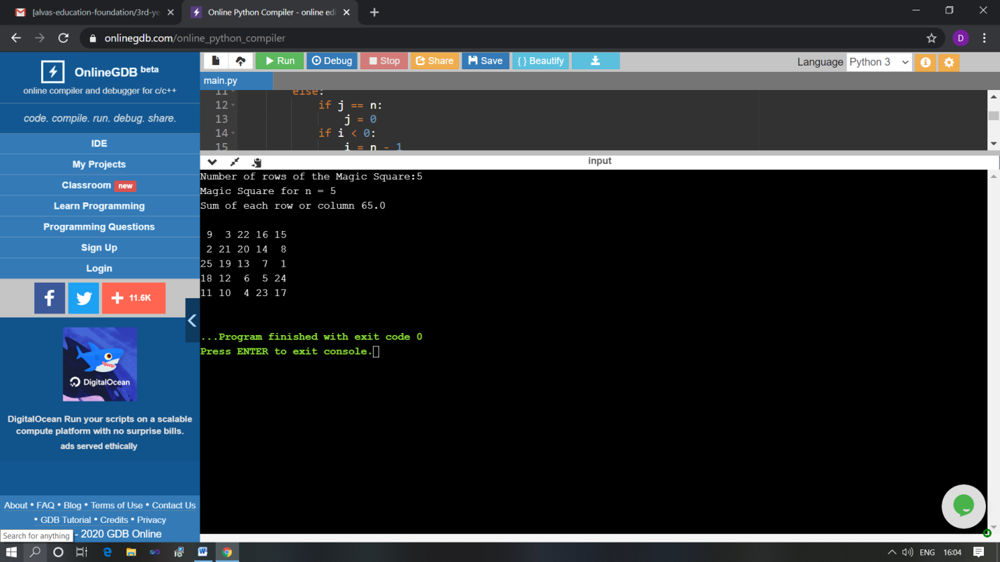 [alvas-education-foundation/3rd-ye
Online Python Compiler - online edi
onlinegdb.com/online_python_compiler
D
OnlineGDB beta
online compiler and debugger for c/c++
code. compile. run. debug. share.
IDE
My Projects
Classroom new
Learn Programming
Programming Questions
Sign Up
Login
f
+ 11.6K
DigitalOcean
DigitalOcean Run your scripts on a scalable
compute platform with no surprise bills.
ads served ethically
About • FAQ • Blog • Terms of Use • Contact Us
• GDB Tutorial • Credits • Privacy
- 2020 GDB Online
Search for anything
Run Debug Stop Share Save { } Beautify
Language Python 3
main.py
11 else:
12 if j == n:
13 j = 0
14 if i < 0:
15 i = n - 1
input
Number of rows of the Magic Square:5
Magic Square for n = 5
Sum of each row or column 65.0
9 3 22 16 15
2 21 20 14 8
25 19 13 7 1
18 12 6 5 24
11 10 4 23 17
...Program finished with exit code 0
Press ENTER to exit console.
ENG 16:04